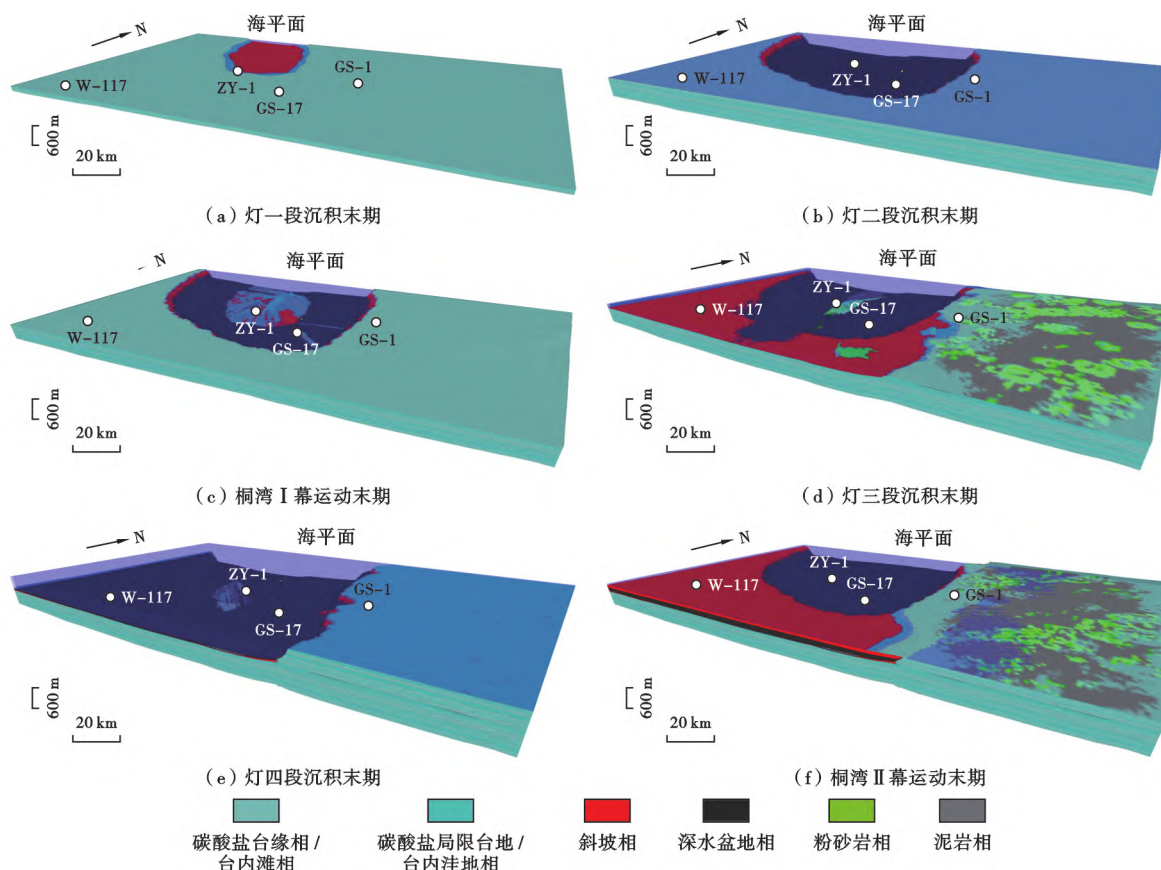 海平面
N
W-117
ZY-1
GS-17
GS-1
600 m
20 km
(a)灯一段沉积末期
海平面
N
W-117
ZY-1
GS-17
GS-1
600 m
20 km
(b)灯二段沉积末期
海平面
N
W-117
ZY-1
GS-17
GS-1
600 m
20 km
(c)桐湾Ⅰ幕运动末期
海平面
N
W-117
ZY-1
GS-17
GS-1
600 m
20 km
(d)灯三段沉积末期
海平面
N
W-117
ZY-1
GS-17
GS-1
600 m
20 km
(e)灯四段沉积末期
海平面
N
W-117
ZY-1
GS-17
GS-1
600 m
20 km
(f)桐湾Ⅱ幕运动末期
碳酸盐台缘相/
台内滩相
碳酸盐局限台地/
台内洼地相
斜坡相
深水盆地相
粉砂岩相
泥岩相